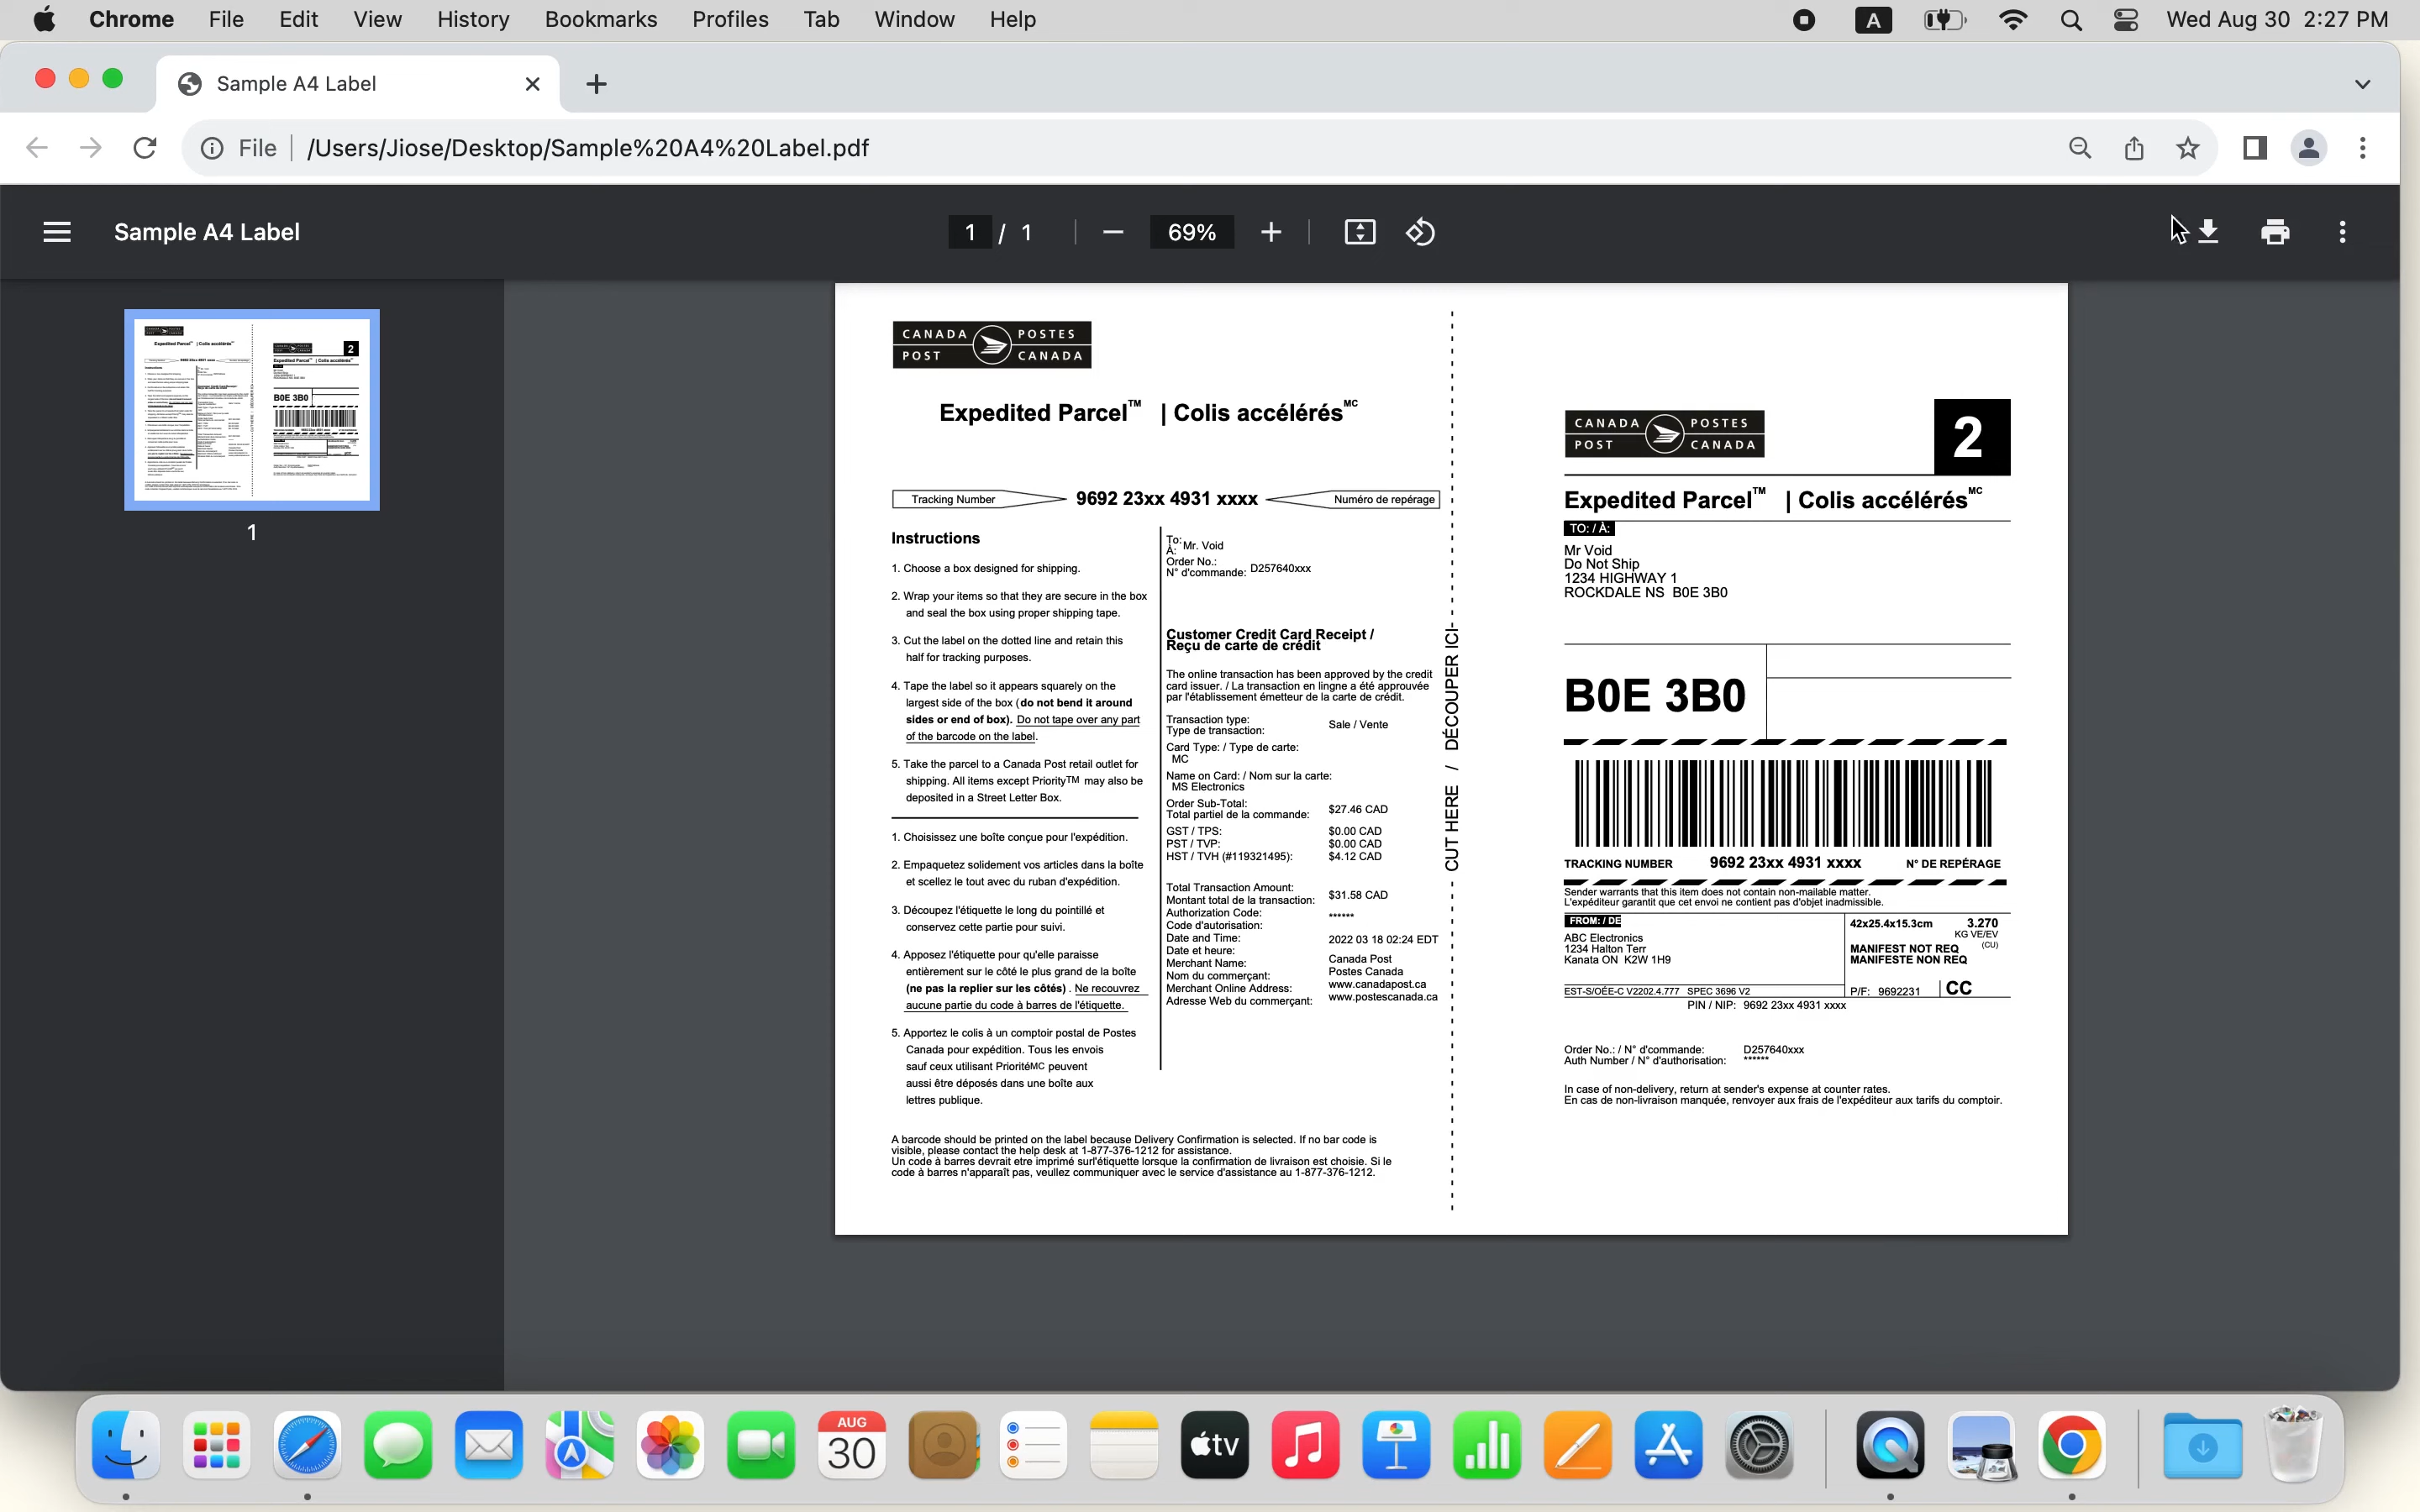 Chrome File Edit View History Bookmarks Profiles Tab Window Help
A
Wed Aug 30 2:27 PM
Sample A4 Label
File | /Users/Jiose/Desktop/Sample%20A4%20Label.pdf
Sample A4 Label
1 / 1
69%
1
CANADA POSTES
POST CANADA
Expedited Parcel™ | Colis accélérés MC
Tracking Number 9692 23xx 4931 xxxx Numéro de repérage
Instructions
1. Choose a box designed for shipping.
2. Wrap your items so that they are secure in the box
and seal the box using proper shipping tape.
3. Cut the label on the dotted line and retain this
half for tracking purposes.
4. Tape the label so it appears squarely on the
largest side of the box (do not bend it around
sides or end of box). Do not tape over any part
of the barcode on the label.
5. Take the parcel to a Canada Post retail outlet for
shipping. All items except Priority™ may also be
deposited in a Street Letter Box.
1. Choisissez une boîte conçue pour l'expédition.
2. Empaquetez solidement vos articles dans la boîte
et scellez le tout avec du ruban d'expédition.
3. Découpez l'étiquette le long du pointillé et
conservez cette partie pour suivi.
4. Apposez l'étiquette pour qu'elle paraisse
entièrement sur le côté le plus grand de la boîte
(ne pas la replier sur les côtés) . Ne recouvrez
aucune partie du code à barres de l'étiquette.
5. Apportez le colis à un comptoir postal de Postes
Canada pour expédition. Tous les envois
sauf ceux utilisant PrioritéMC peuvent
aussi être déposés dans une boîte aux
lettres publique.
To:
À: Mr. Void
Order No.:
N° d'commande: D257640xxx
Customer Credit Card Receipt /
Reçu de carte de crédit
The online transaction has been approved by the credit
card issuer. / La transaction en lingne a été approuvée
par l'établissement émetteur de la carte de crédit.
Transaction type:
Type de transaction: Sale / Vente
Card Type: / Type de carte:
MC
Name on Card: / Nom sur la carte:
MS Electronics
Order Sub-Total:
Total partiel de la commande: $27.46 CAD
GST / TPS: $0.00 CAD
PST / TVP: $0.00 CAD
HST / TVH (#119321495): $4.12 CAD
Total Transaction Amount:
Montant total de la transaction: $31.58 CAD
Authorization Code:
Code d'autorisation: ******
Date and Time: 2022 03 18 02:24 EDT
Date et heure:
Merchant Name: Canada Post
Nom du commerçant: Postes Canada
Merchant Online Address: www.canadapost.ca
Adresse Web du commerçant: www.postescanada.ca
A barcode should be printed on the label because Delivery Confirmation is selected. If no bar code is
visible, please contact the help desk at 1-877-376-1212 for assistance.
Un code à barres devrait etre imprimé surl'étiquette lorsque la confirmation de livraison est choisie. Si le
code à barres n'apparaît pas, veullez communiquer avec le service d'assistance au 1-877-376-1212.
CUT HERE / DÉCOUPER ICI
CANADA POSTES
POST CANADA
2
Expedited Parcel™ | Colis accélérés MC
TO: / À:
Mr Void
Do Not Ship
1234 HIGHWAY 1
ROCKDALE NS B0E 3B0
B0E 3B0
TRACKING NUMBER 9692 23xx 4931 xxxx N° DE REPÉRAGE
Sender warrants that this item does not contain non-mailable matter.
L'expéditeur garantit que cet envoi ne contient pas d'objet inadmissible.
FROM: / DE
ABC Electronics
1234 Halton Terr
Kanata ON K2W 1H9
42x25.4x15.3cm 3.270
KG VE/EV
(CU)
MANIFEST NOT REQ
MANIFESTE NON REQ
EST-S/OÉE-C V2202.4.777 SPEC 3696 V2
P/F: 9692231 CC
PIN / NIP: 9692 23xx 4931 xxxx
Order No.: / N° d'commande: D257640xxx
Auth Number / N° d'authorisation: ******
In case of non-delivery, return at sender's expense at counter rates.
En cas de non-livraison manquée, renvoyer aux frais de l'expéditeur aux tarifs du comptoir.
AUG
30
tv